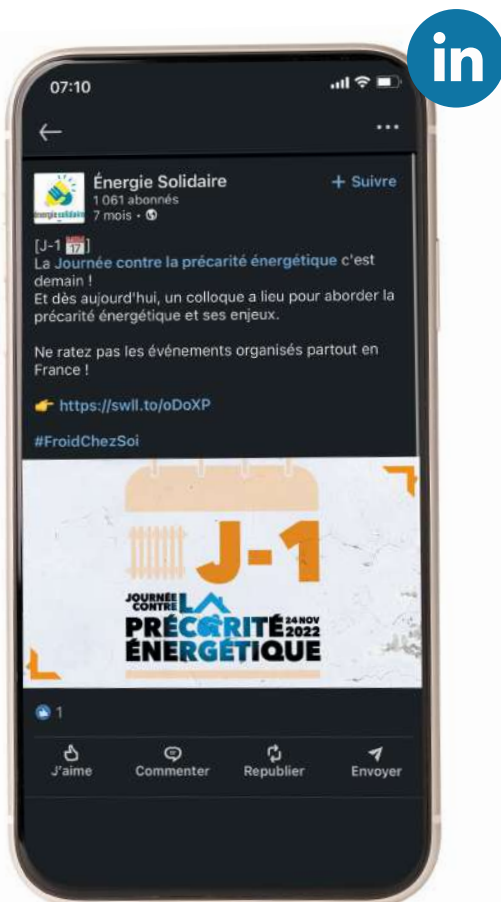 in
07:10
Énergie Solidaire
+ Suivre
1 061 abonnés
7 mois •
énergie solidaire
[J-1 📅 17]
La Journée contre la précarité énergétique c'est
demain !
Et dès aujourd'hui, un colloque a lieu pour aborder la
précarité énergétique et ses enjeux.
Ne ratez pas les événements organisés partout en
France !
👉 https://swll.to/oDoXP
#FroidChezSoi
J-1
JOURNÉE
CONTRE LA
PRÉCARITÉ 24 NOV
2022
ÉNERGÉTIQUE
1
J'aime Commenter Republier Envoyer